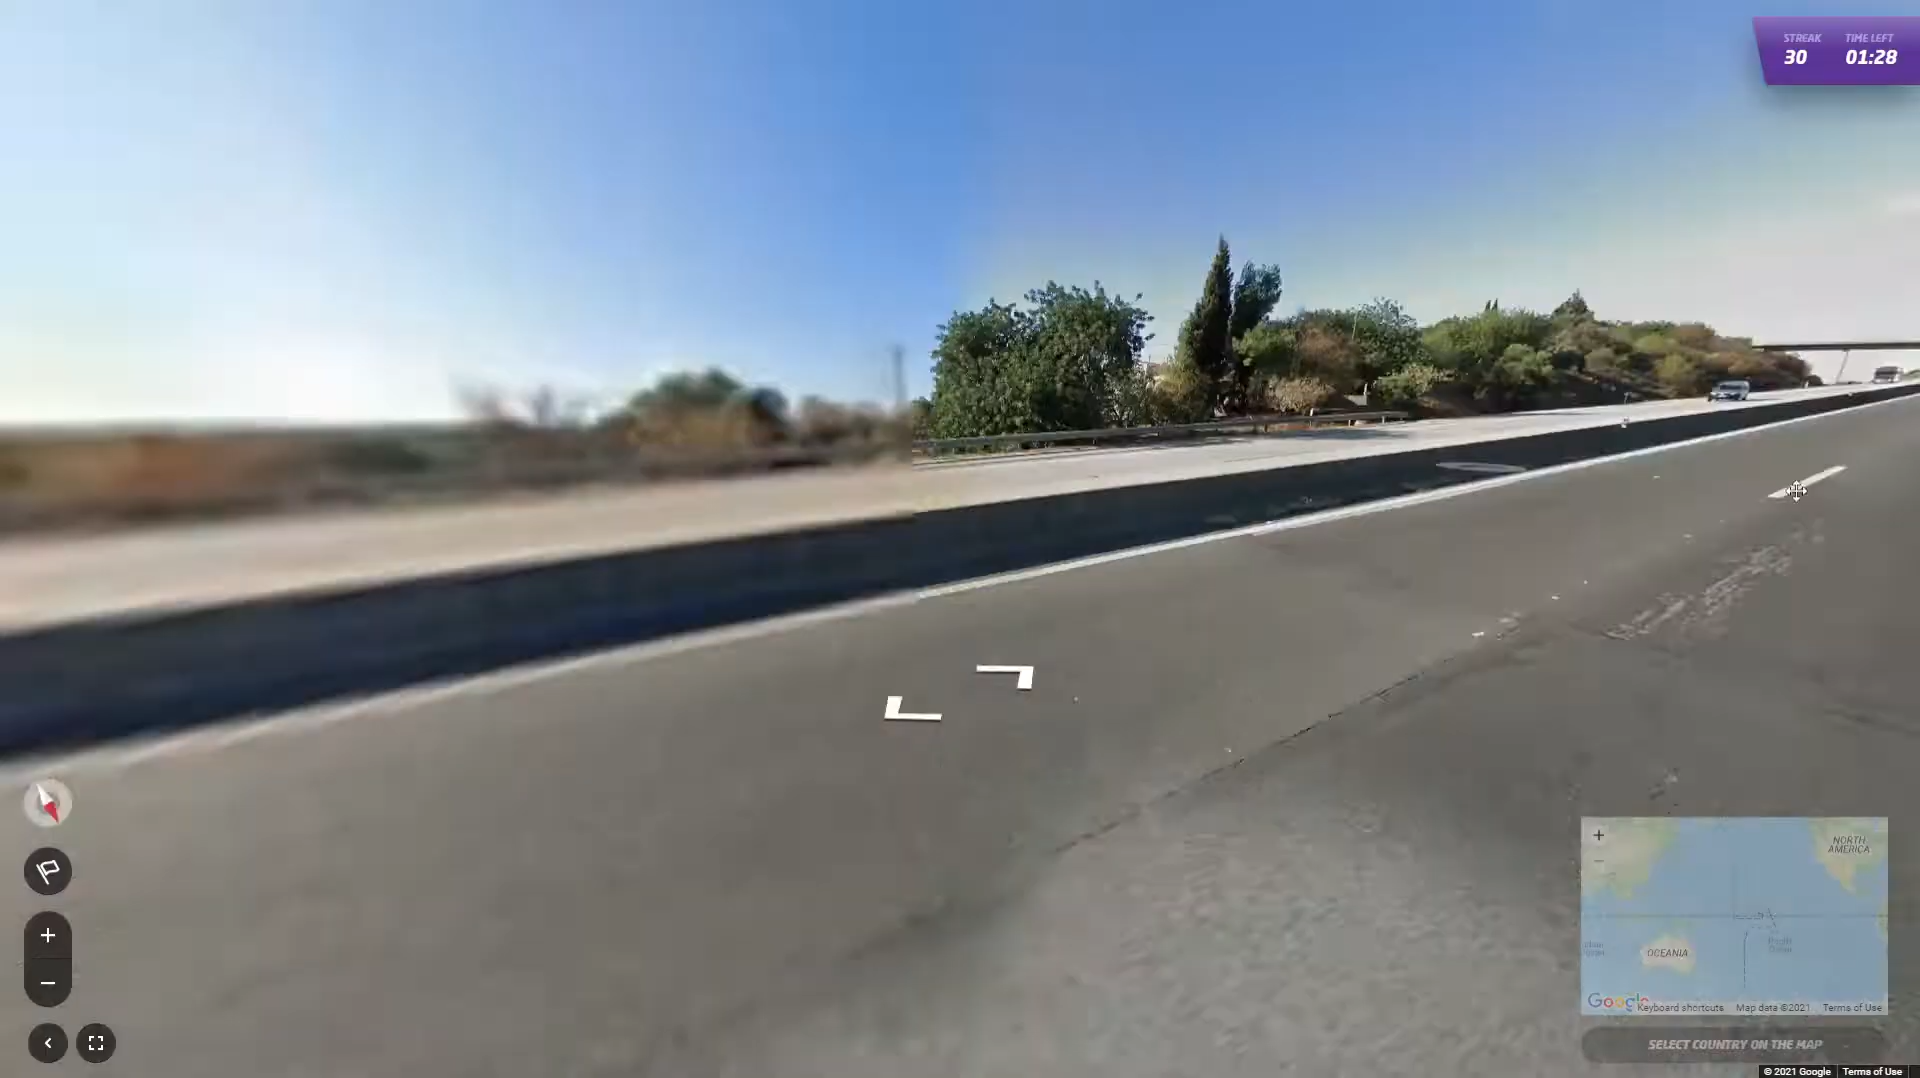 STREAK TIME LEFT
30 01:28
NORTH
AMERICA
OCEANIA
Google
Keyboard shortcuts Map data ©2021 Terms of Use
SELECT COUNTRY ON THE MAP
© 2021 Google Terms of Use